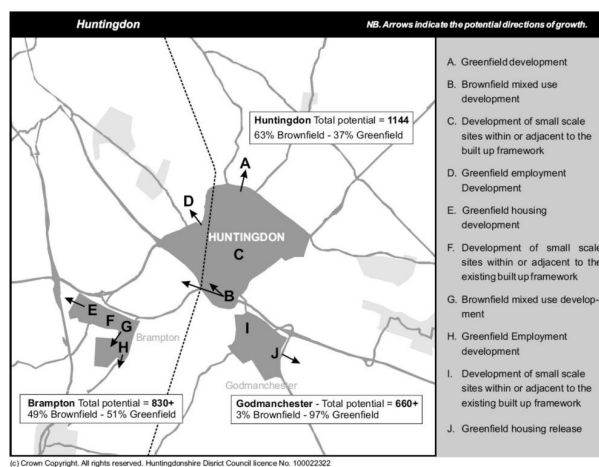 Huntingdon
NB. Arrows indicate the potential directions of growth.
Huntingdon Total potential = 1144
63% Brownfield - 37% Greenfield
A
D
HUNTINGDON
C
B
E
F
G
Brampton
H
I
J
Godmanchester
Brampton Total potential = 830+
49% Brownfield - 51% Greenfield
Godmanchester - Total potential = 660+
3% Brownfield - 97% Greenfield
A. Greenfield development
B. Brownfield mixed use
development
C. Development of small scale
sites within or adjacent to the
built up framework
D. Greenfield employment
Development
E. Greenfield housing
development
F. Development of small scale
sites within or adjacent to the
existing built up framework
G. Brownfield mixed use develop-
ment
H. Greenfield Employment
development
I. Development of small scale
sites within or adjacent to the
existing built up framework
J. Greenfield housing release
(c) Crown Copyright. All rights reserved. Huntingdonshire Disrict Council licence No. 100022322